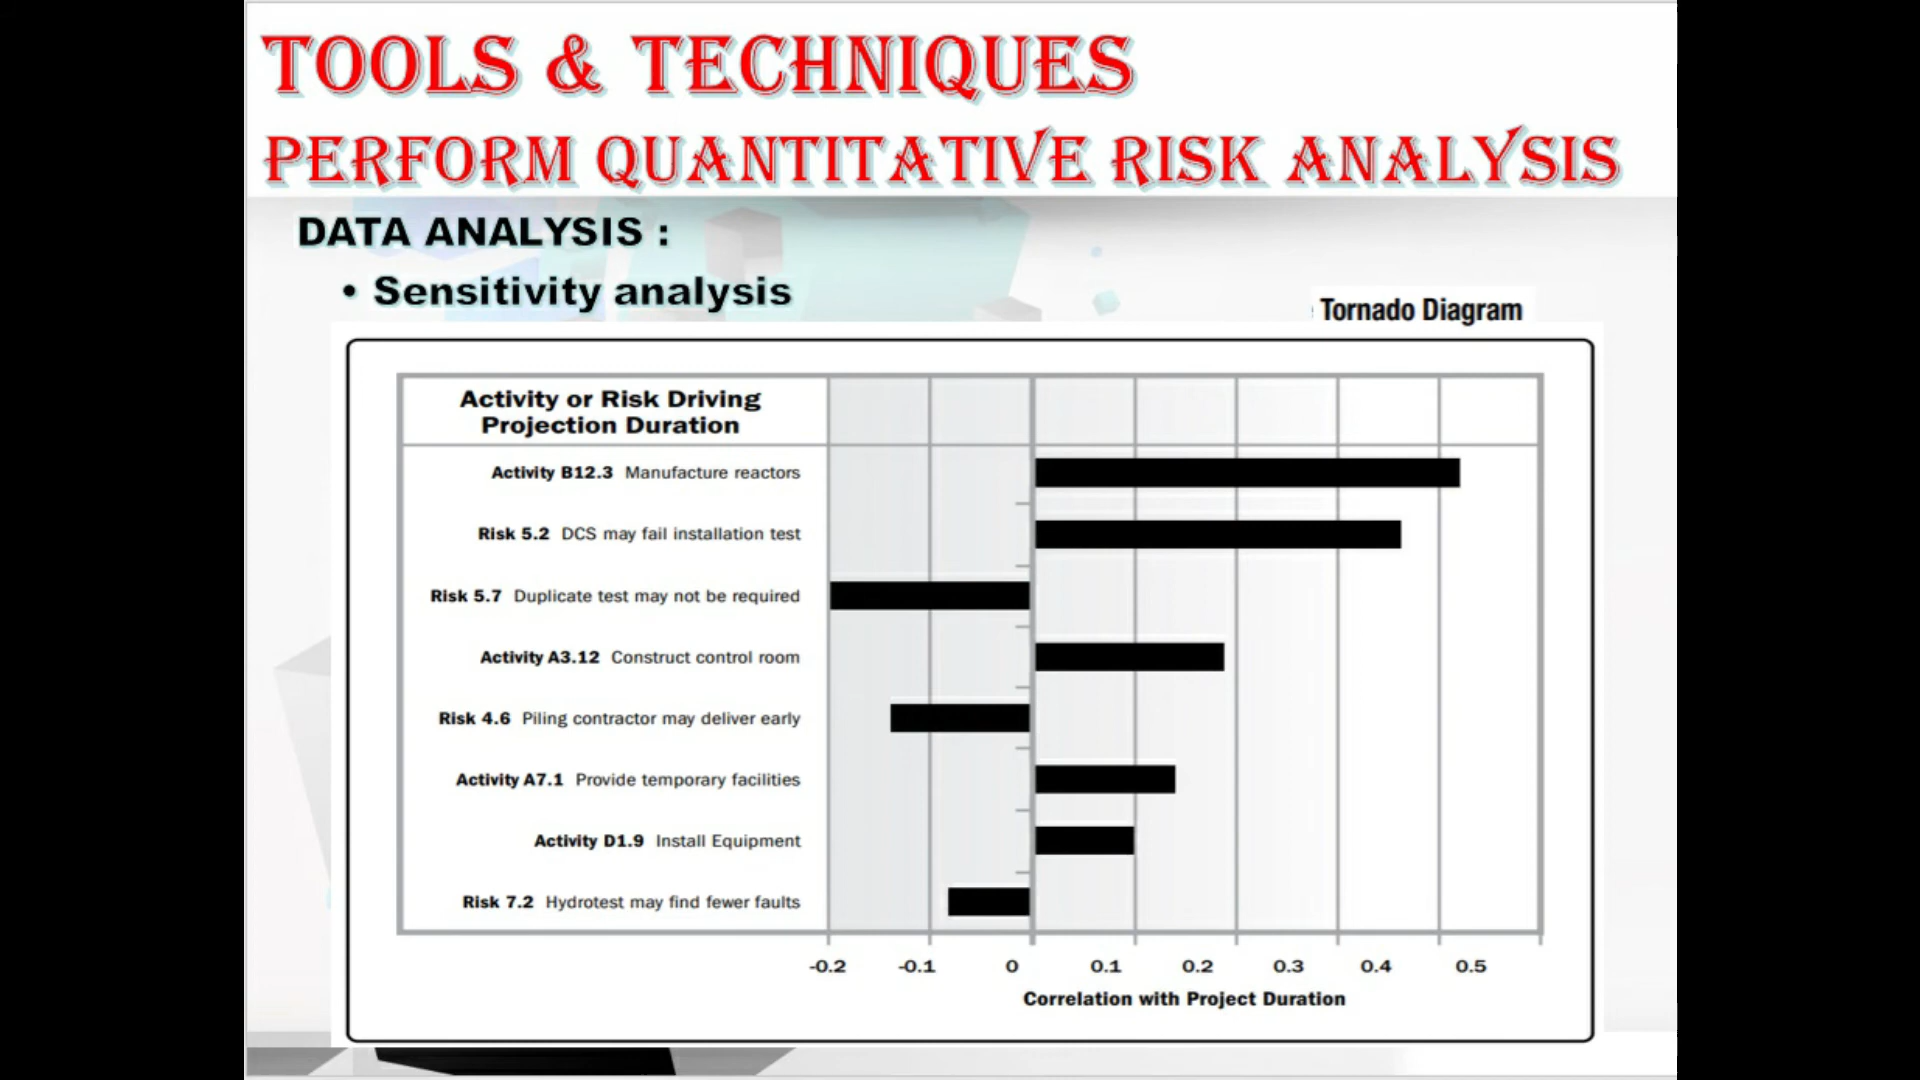 TOOLS & TECHNIQUES
PERFORM QUANTITATIVE RISK ANALYSIS
DATA ANALYSIS :
• Sensitivity analysis
Tornado Diagram
Activity or Risk Driving
Projection Duration
Activity B12.3 Manufacture reactors
Risk 5.2 DCS may fail installation test
Risk 5.7 Duplicate test may not be required
Activity A3.12 Construct control room
Risk 4.6 Piling contractor may deliver early
Activity A7.1 Provide temporary facilities
Activity D1.9 Install Equipment
Risk 7.2 Hydrotest may find fewer faults
-0.2 -0.1 0 0.1 0.2 0.3 0.4 0.5
Correlation with Project Duration